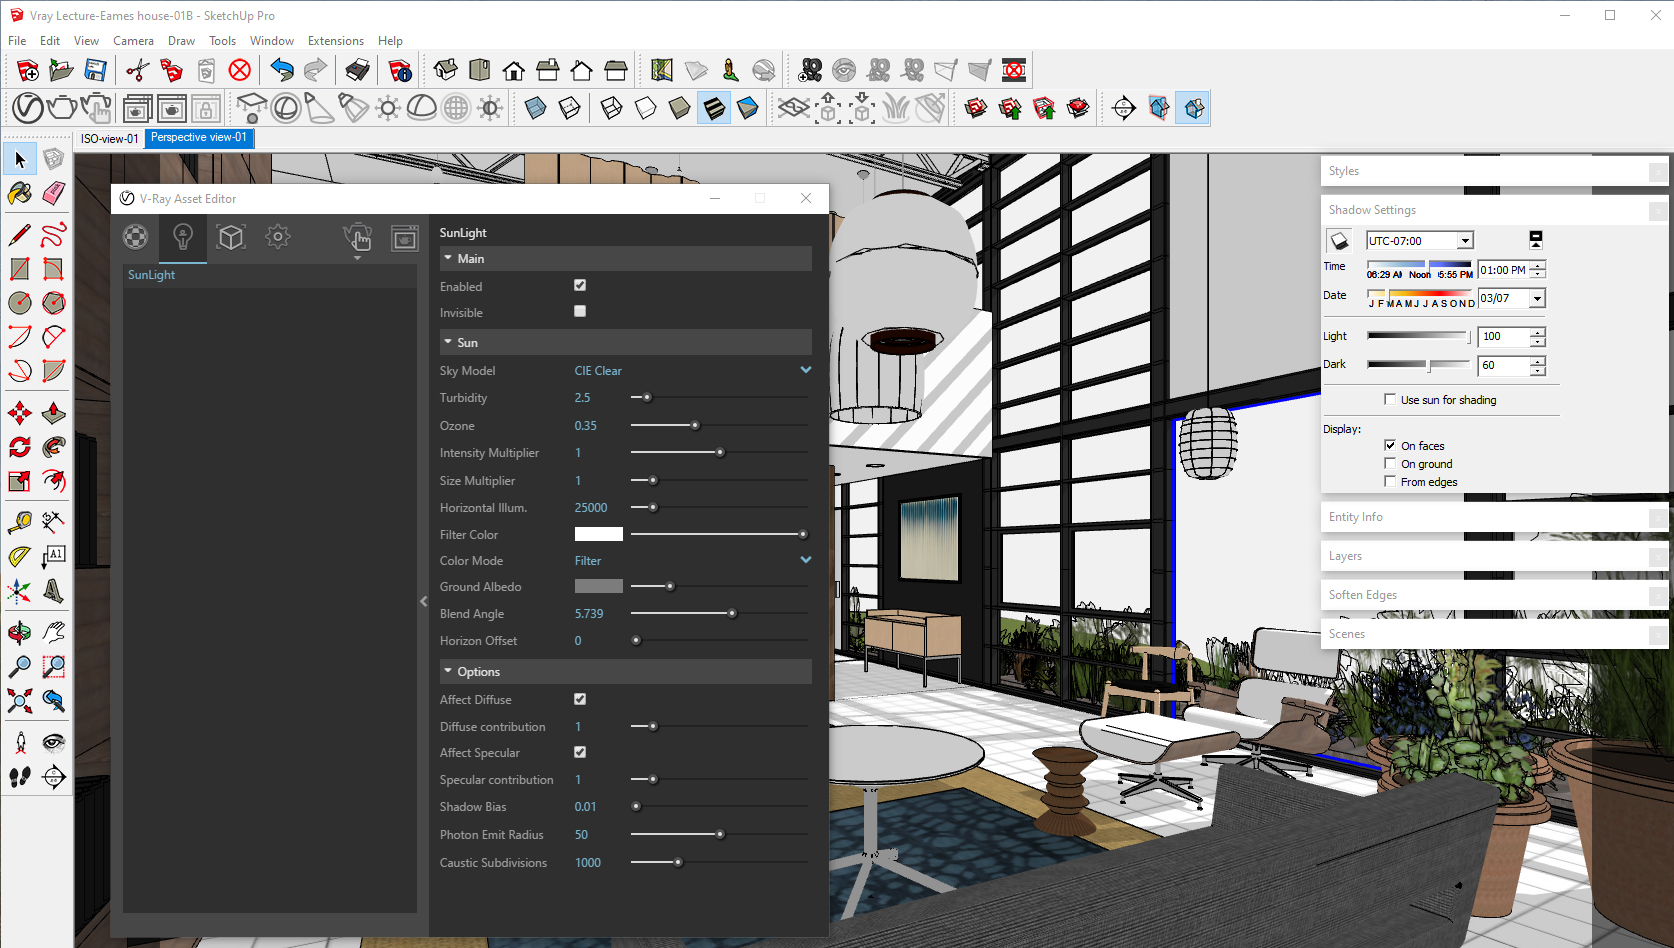 Vray Lecture-Eames house-01B - SketchUp Pro
File Edit View Camera Draw Tools Window Extensions Help
ISO-view-01 Perspective view-01
V-Ray Asset Editor
SunLight
SunLight
Main
Enabled
Invisible
Sun
Sky Model CIE Clear
Turbidity 2.5
Ozone 0.35
Intensity Multiplier 1
Size Multiplier 1
Horizontal Illum. 25000
Filter Color
Color Mode Filter
Ground Albedo
Blend Angle 5.739
Horizon Offset 0
Options
Affect Diffuse
Diffuse contribution 1
Affect Specular
Specular contribution 1
Shadow Bias 0.01
Photon Emit Radius 50
Caustic Subdivisions 1000
A1
Styles
Shadow Settings
UTC-07:00
Time 06:29 AM Noon 05:55 PM 01:00 PM
Date J F M A M J J A S O N D 03/07
Light 100
Dark 60
Use sun for shading
Display:
On faces
On ground
From edges
Entity Info
Layers
Soften Edges
Scenes